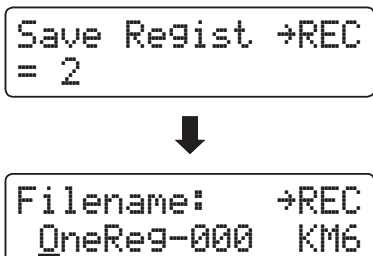 Save Regist →REC
= 2
Filename: →REC
OneReg-000 KM6